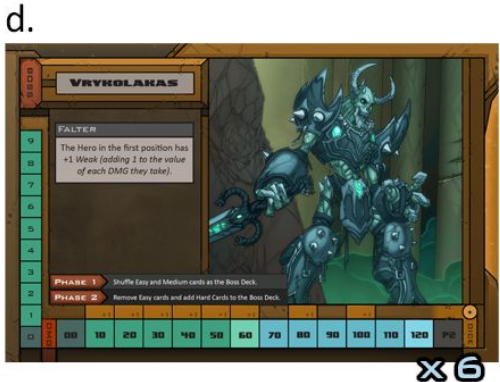 d.
BOSS
VRYKOLAKAS
FALTER
The Hero in the first position has
+1 Weak (adding 1 to the value
of each DMG they take).
9
8
7
6
5
4
3
2
1
0
PHASE 1 Shuffle Easy and Medium cards as the Boss Deck.
PHASE 2 Remove Easy cards and add Hard Cards to the Boss Deck.
DMG 00 10 20 30 40 50 60 70 80 90 100 110 120 P2
DICE
x 6